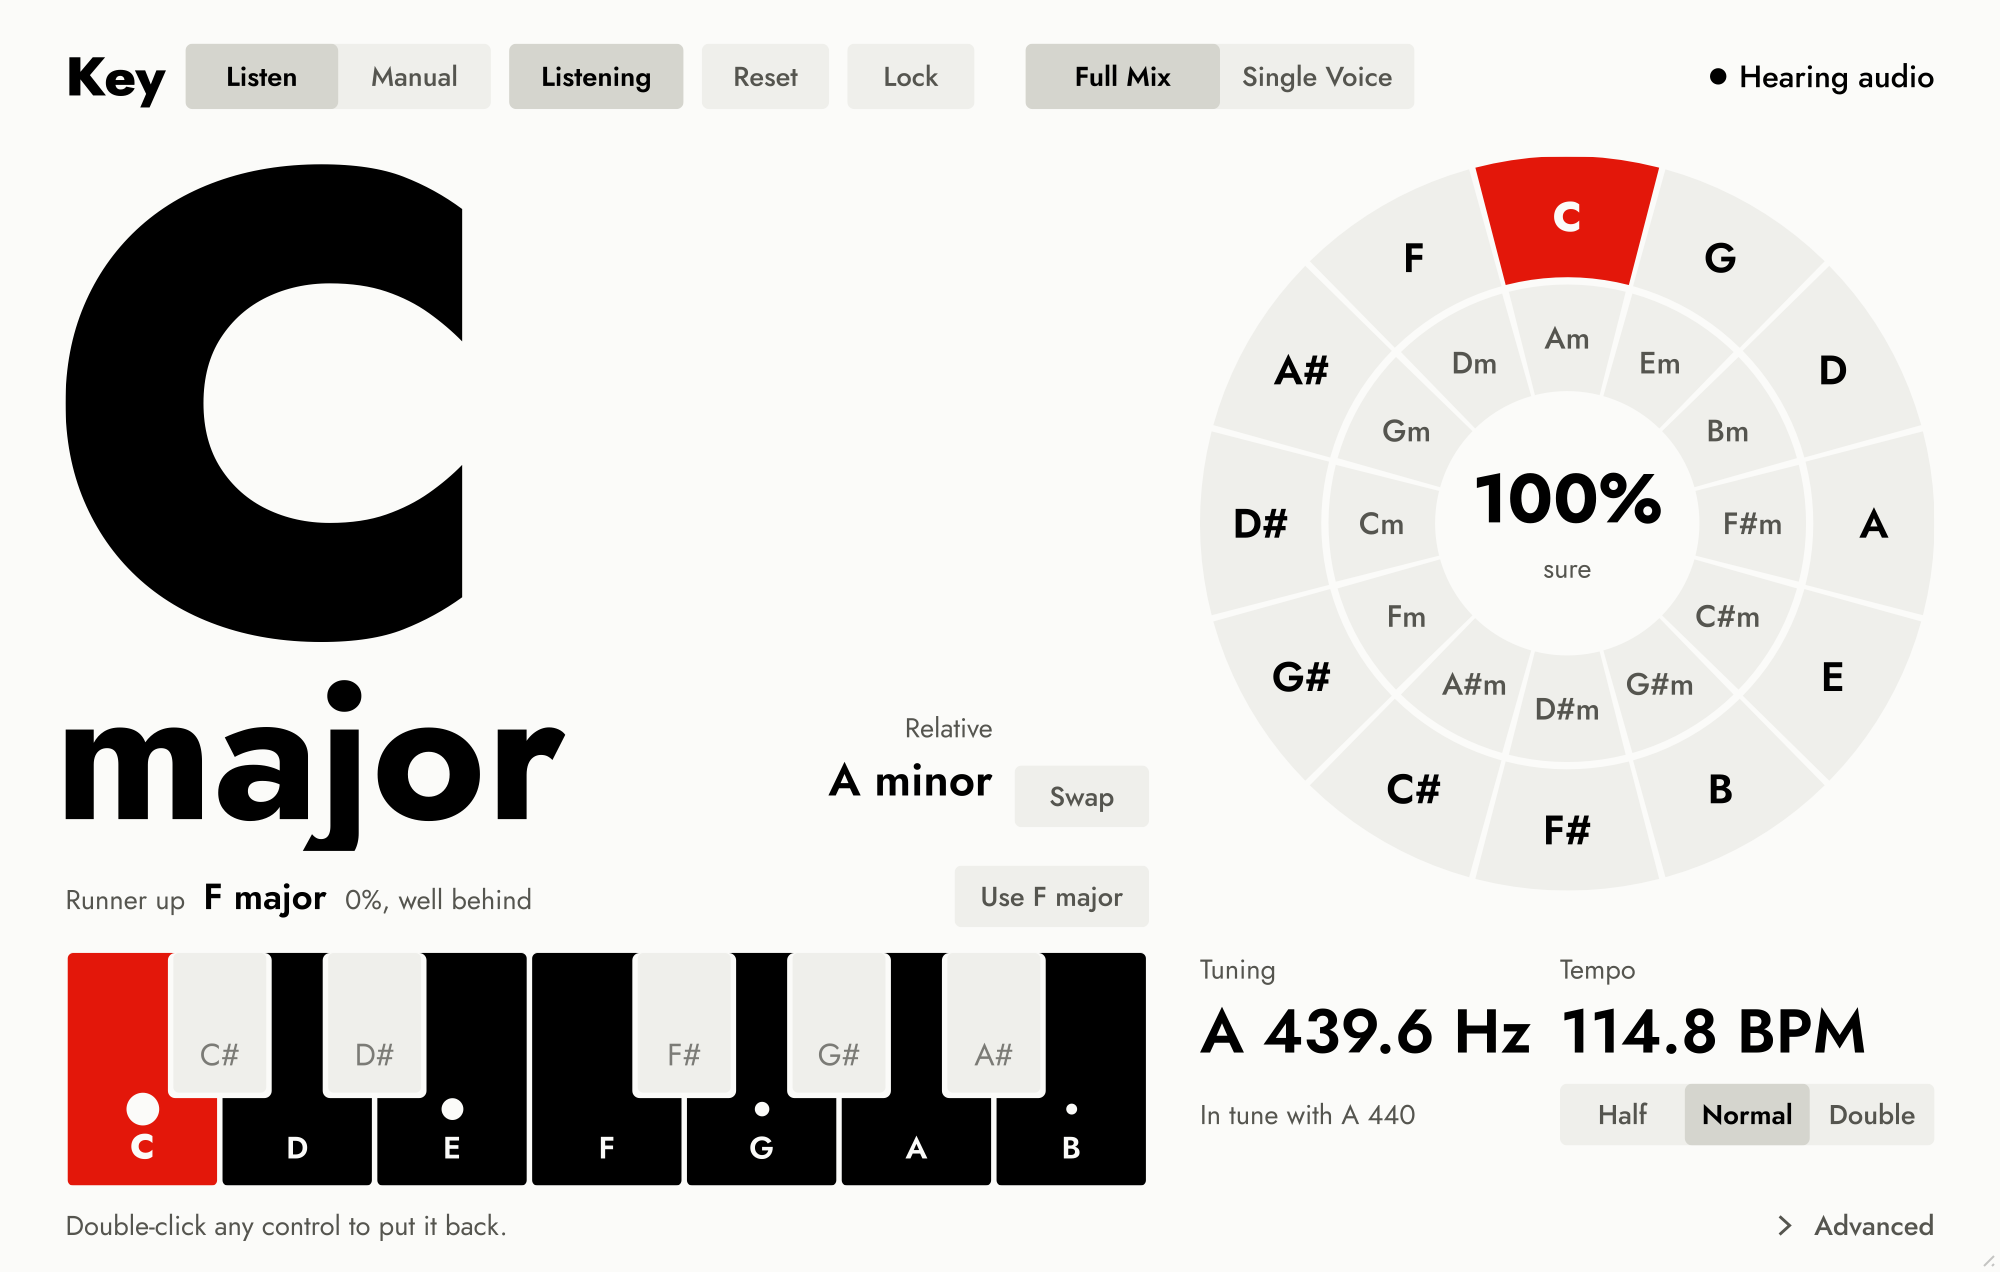 Key Listen Manual Listening Reset Lock Full Mix Single Voice Hearing audio
C
major
Relative
A minor Swap
Runner up F major 0%, well behind Use F major
C# D# F# G# A#
C D E F G A B
Double-click any control to put it back.
C
F G
A# D
D# A
G# E
C# B
F#
Am
Dm Em
Gm Bm
Cm F#m
Fm C#m
A#m G#m
D#m
100%
sure
Tuning Tempo
A 439.6 Hz 114.8 BPM
In tune with A 440 Half Normal Double
Advanced